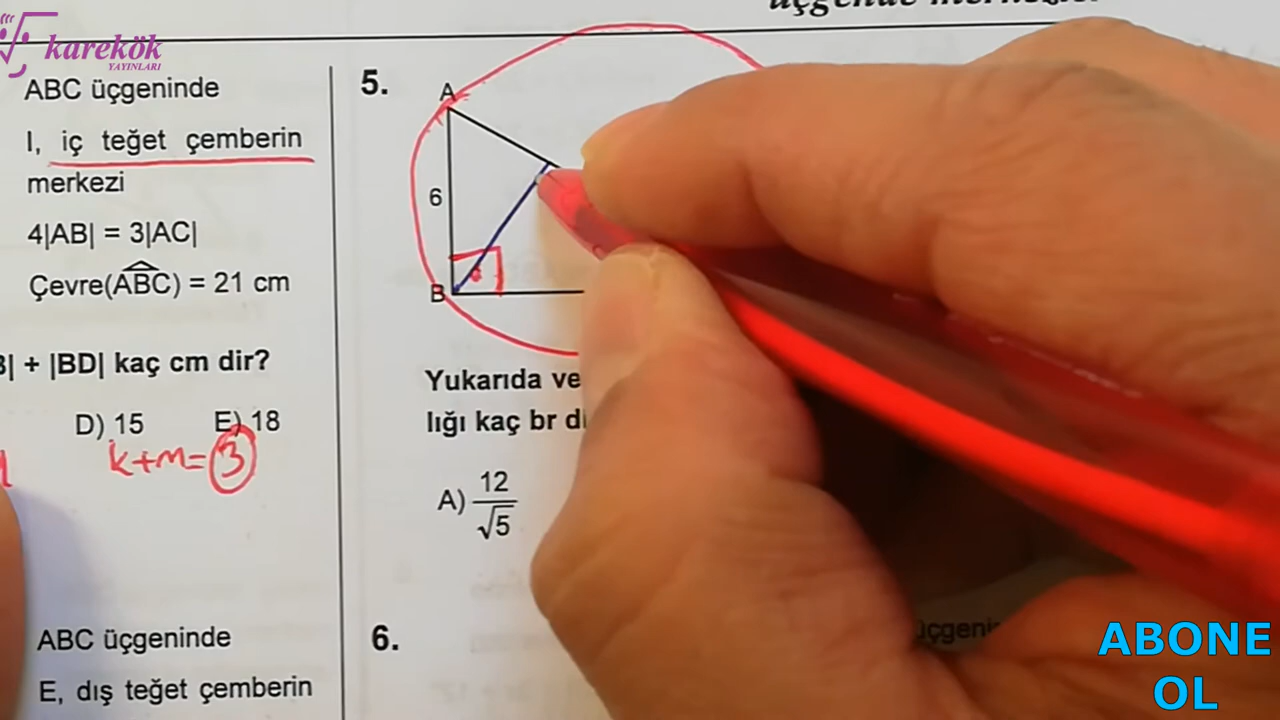 karekök
YAYINLARI
ABC üçgeninde
I, iç teğet çemberin
merkezi
4|AB| = 3|AC|
Çevre(ABC) = 21 cm
| + |BD| kaç cm dir?
D) 15 E) 18
k+m=3
ABC üçgeninde
E, dış teğet çemberin
5.
A
6
B
Yukarıda ve
lığı kaç br di
A) 12/√5
6.
ABONE
OL